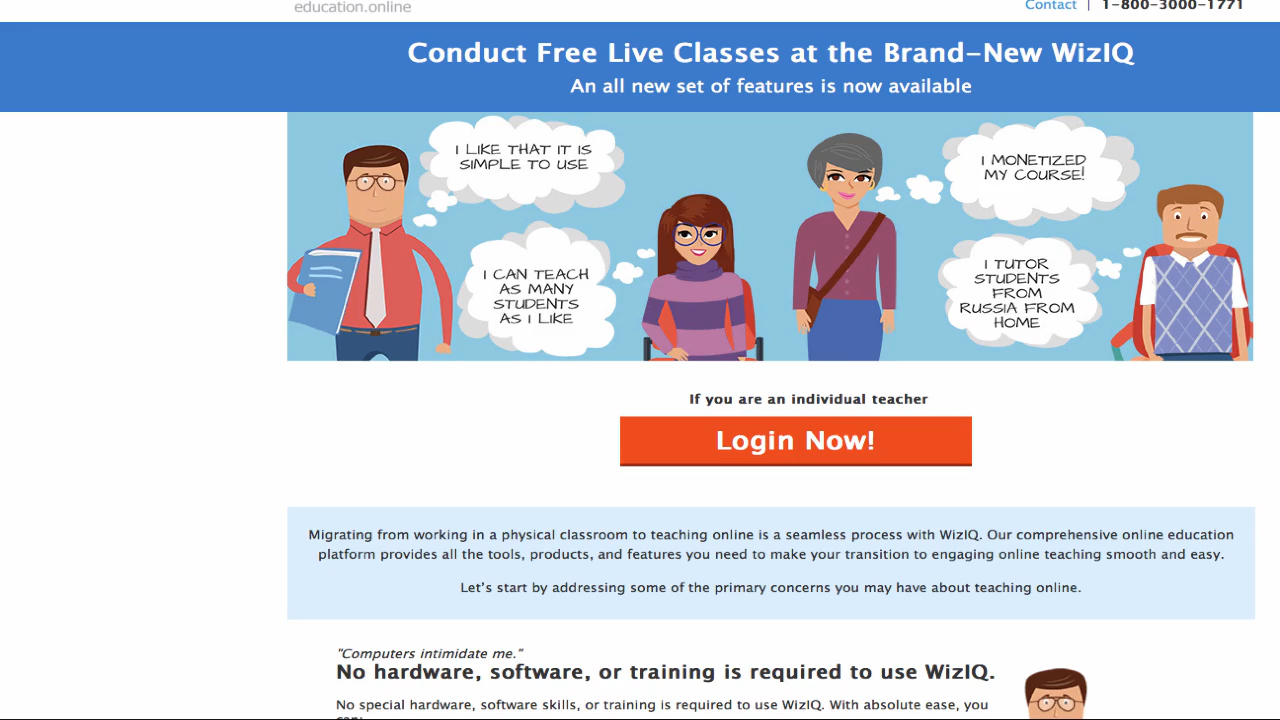 education.online
Contact | 1-800-3000-1771
Conduct Free Live Classes at the Brand-New WizIQ
An all new set of features is now available
I LIKE THAT IT IS
SIMPLE TO USE
I CAN TEACH
AS MANY
STUDENTS
AS I LIKE
I MONETIZED
MY COURSE!
I TUTOR
STUDENTS
FROM
RUSSIA FROM
HOME
If you are an individual teacher
Login Now!
Migrating from working in a physical classroom to teaching online is a seamless process with WizIQ. Our comprehensive online education
platform provides all the tools, products, and features you need to make your transition to engaging online teaching smooth and easy.
Let's start by addressing some of the primary concerns you may have about teaching online.
"Computers intimidate me."
No hardware, software, or training is required to use WizIQ.
No special hardware, software skills, or training is required to use WizIQ. With absolute ease, you